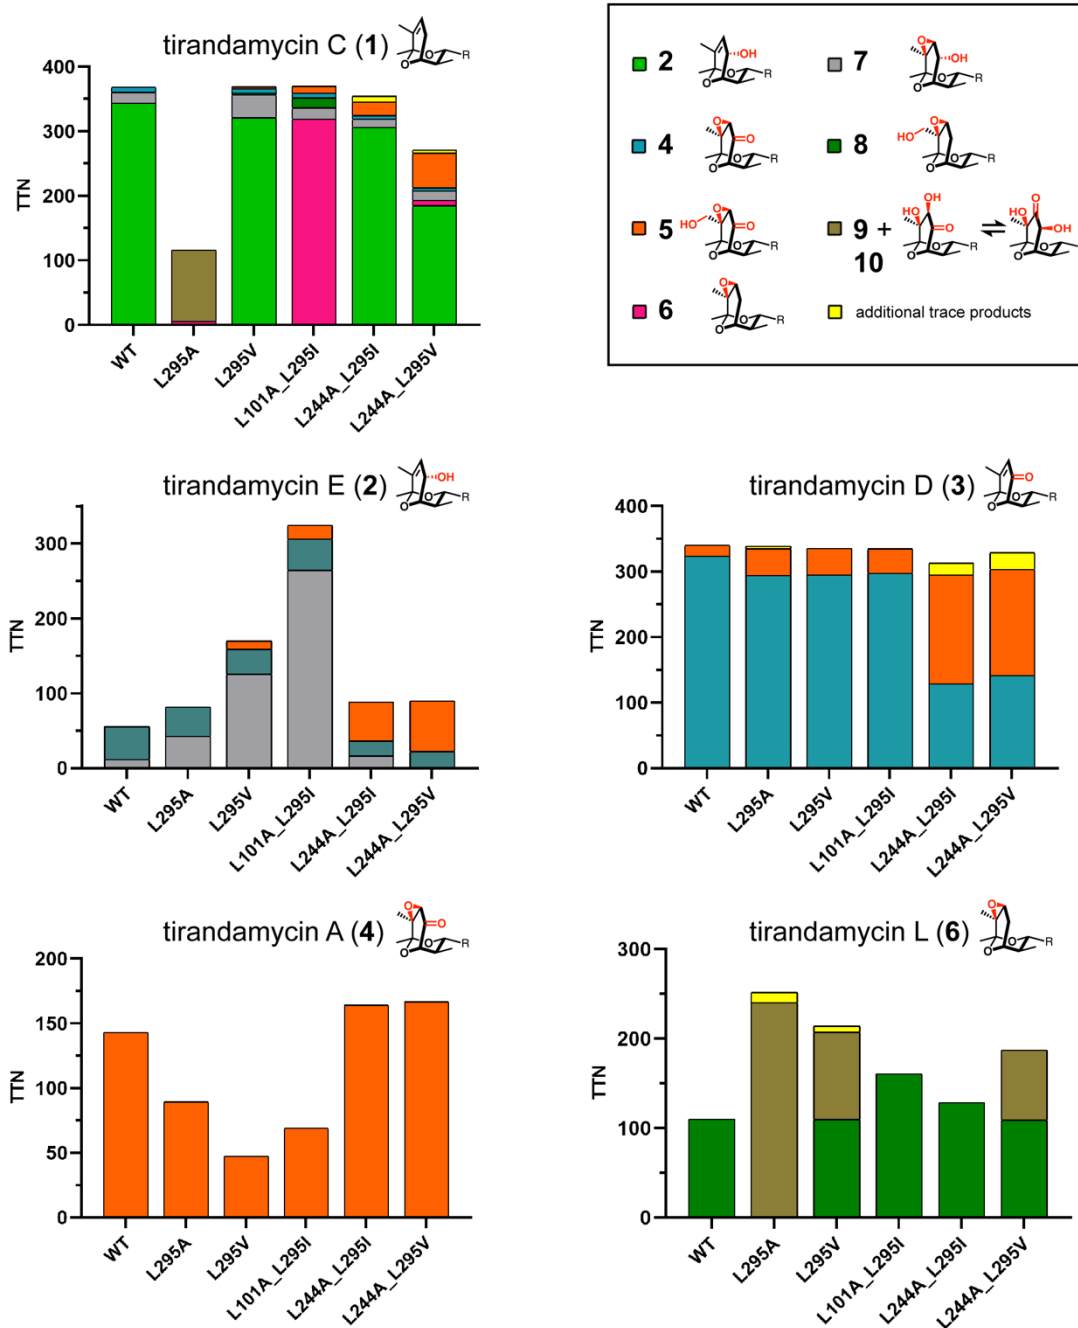 tirandamycin C (1)
R
400
300
200
100
0
TTN
WT
L295A
L295V
L101A_L295I
L244A_L295I
L244A_L295V
2
OH
O
O
R
7
O
OH
O
O
R
4
O
O
O
O
R
8
HO
O
O
O
R
5
HO
O
O
O
O
R
9 +
10
OH
HO
O
O
O
R
⇌
O
HO
OH
O
O
R
6
O
O
O
R
additional trace products
tirandamycin E (2)
OH
O
O
R
300
200
100
0
TTN
WT
L295A
L295V
L101A_L295I
L244A_L295I
L244A_L295V
tirandamycin D (3)
O
O
O
R
400
300
200
100
0
TTN
WT
L295A
L295V
L101A_L295I
L244A_L295I
L244A_L295V
tirandamycin A (4)
O
O
O
O
R
200
150
100
50
0
TTN
WT
L295A
L295V
L101A_L295I
L244A_L295I
L244A_L295V
tirandamycin L (6)
O
O
O
R
300
200
100
0
TTN
WT
L295A
L295V
L101A_L295I
L244A_L295I
L244A_L295V